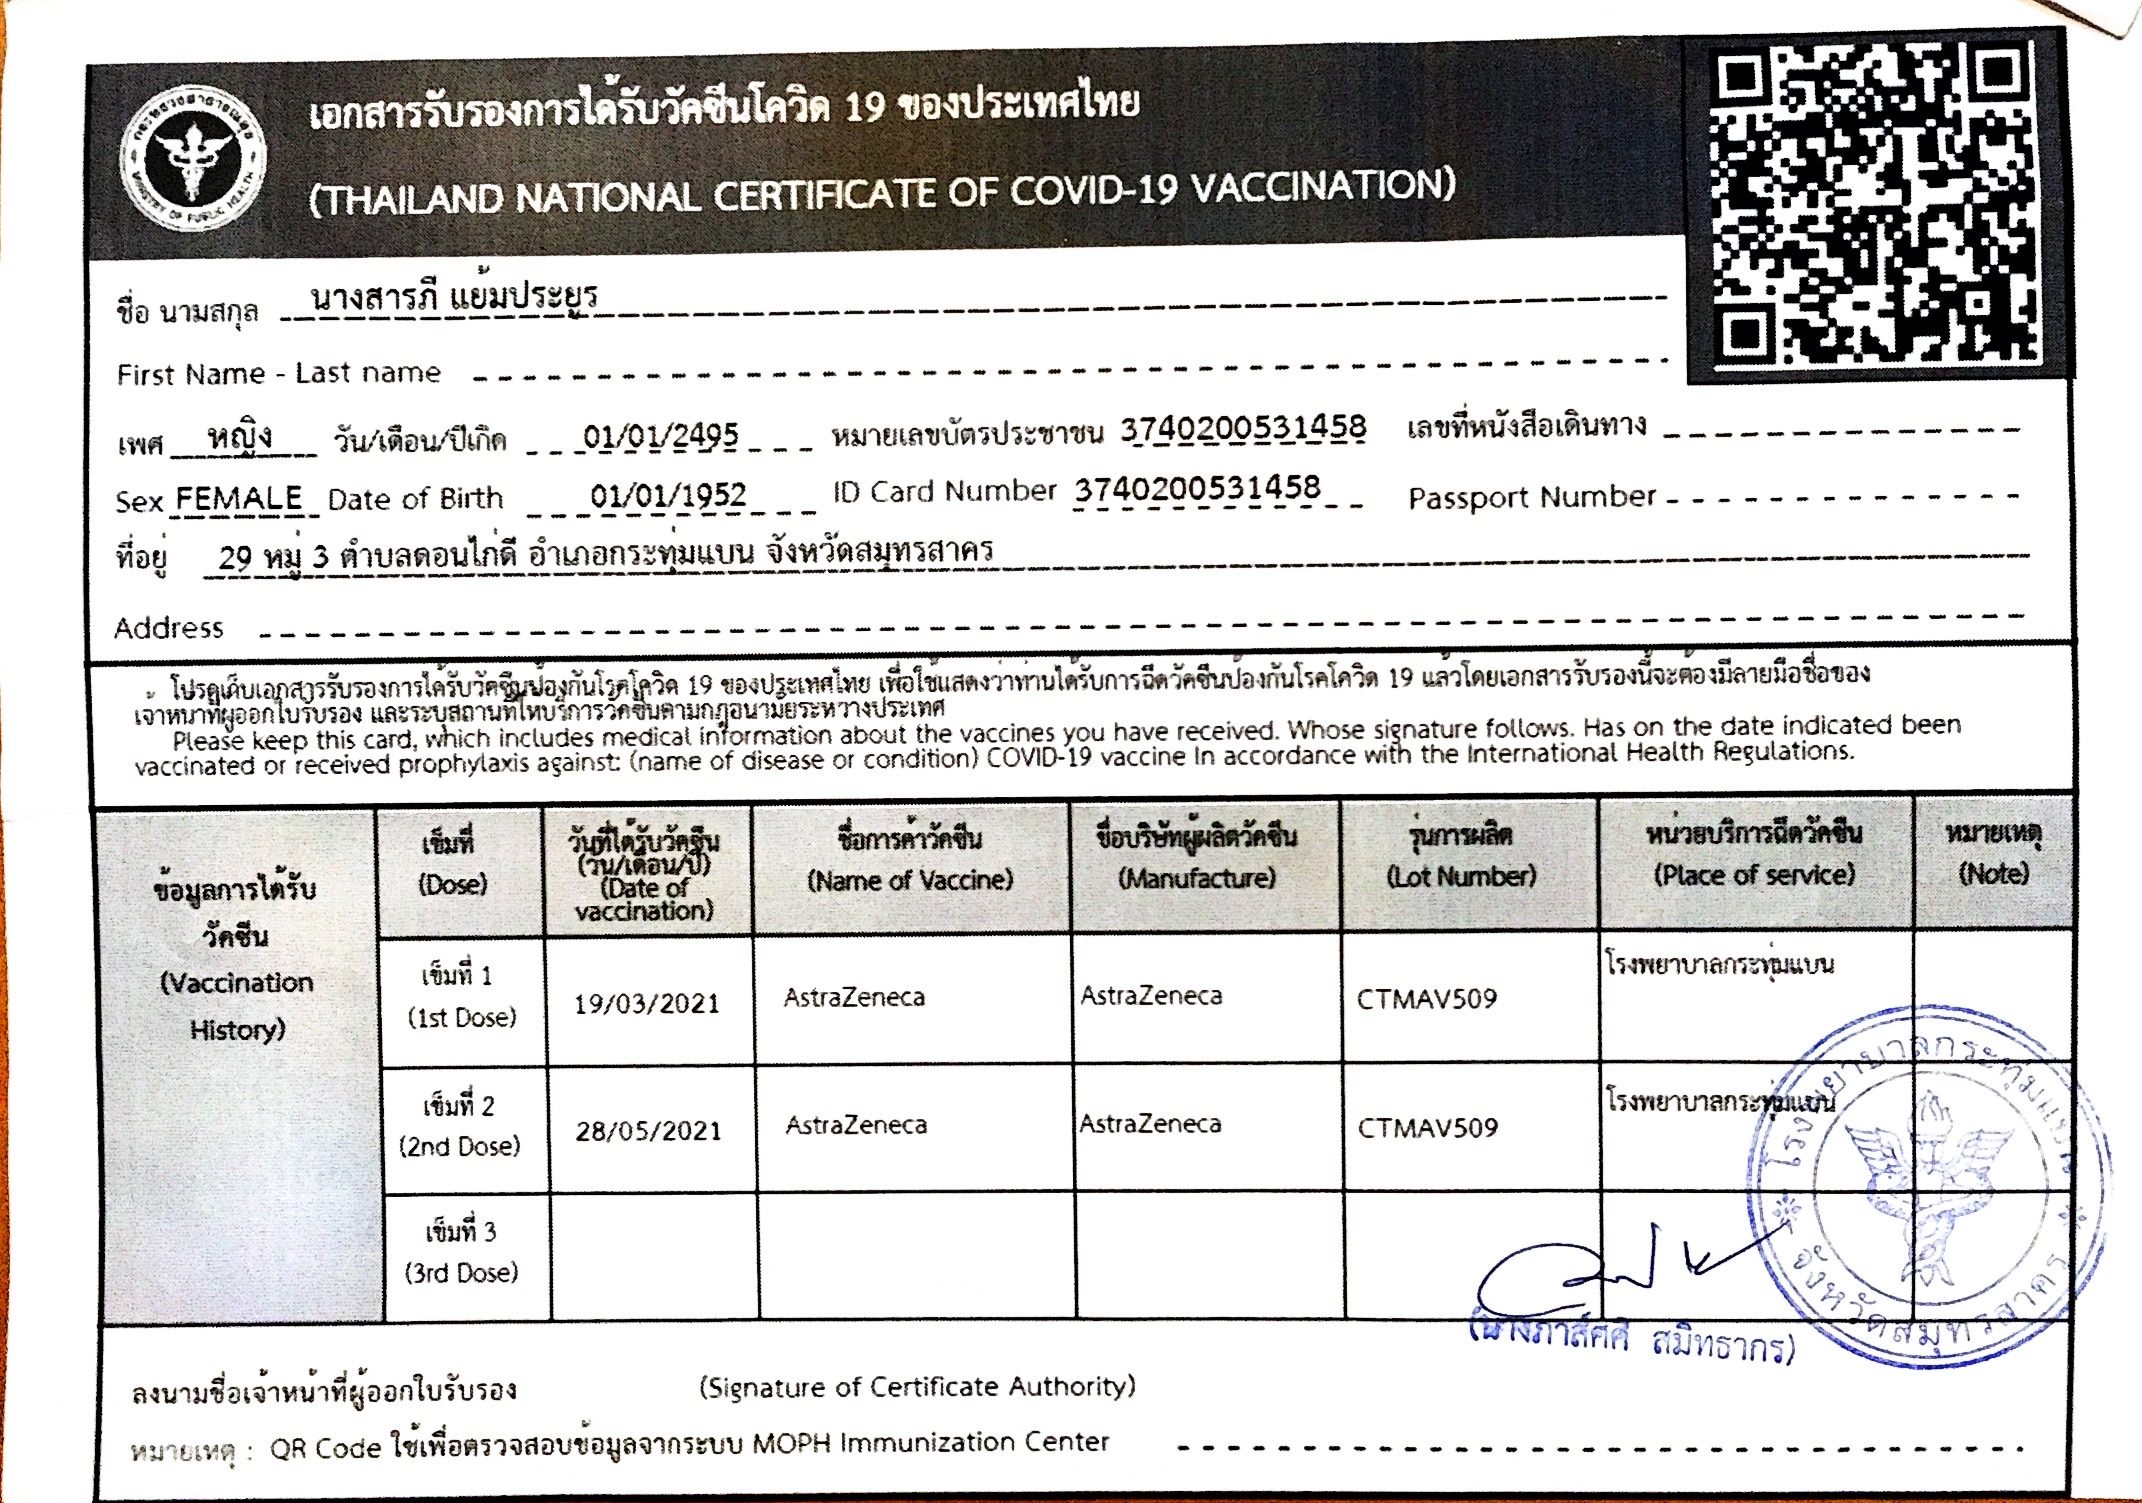 เอกสารรับรองการได้รับวัคซีนโควิด 19 ของประเทศไทย
(THAILAND NATIONAL CERTIFICATE OF COVID-19 VACCINATION)
กระทรวงสาธารณสุข
MINISTRY OF PUBLIC HEALTH
ชื่อ นามสกุล นางสารภี แย้มประยูร
First Name - Last name
เพศ หญิง วัน/เดือน/ปีเกิด 01/01/2495 หมายเลขบัตรประชาชน 3740200531458 เลขที่หนังสือเดินทาง
Sex FEMALE Date of Birth 01/01/1952 ID Card Number 3740200531458 Passport Number
ที่อยู่ 29 หมู่ 3 ตำบลดอนไก่ดี อำเภอกระทุ่มแบน จังหวัดสมุทรสาคร
Address
โปรดเก็บเอกสารรับรองการได้รับวัคซีนป้องกันโรคโควิด 19 ของประเทศไทย เพื่อใช้แสดงว่าท่านได้รับการฉีดวัคซีนป้องกันโรคโควิด 19 แล้วโดยเอกสารรับรองนี้จะต้องมีลายมือชื่อของ
เจ้าหน้าที่ผู้ออกใบรับรอง และระบุสถานที่ให้บริการวัคซีนตามกฎอนามัยระหว่างประเทศ
Please keep this card, which includes medical information about the vaccines you have received. Whose signature follows. Has on the date indicated been
vaccinated or received prophylaxis against: (name of disease or condition) COVID-19 vaccine In accordance with the International Health Regulations.
ข้อมูลการได้รับ
วัคซีน
(Vaccination
History)
เข็มที่
(Dose)
วันที่ได้รับวัคซีน
(วัน/เดือน/ปี)
(Date of
vaccination)
ชื่อการค้าวัคซีน
(Name of Vaccine)
ชื่อบริษัทผู้ผลิตวัคซีน
(Manufacture)
รุ่นการผลิต
(Lot Number)
หน่วยบริการฉีดวัคซีน
(Place of service)
หมายเหตุ
(Note)
เข็มที่ 1
(1st Dose)
19/03/2021 AstraZeneca AstraZeneca CTMAV509 โรงพยาบาลกระทุ่มแบน
เข็มที่ 2
(2nd Dose)
28/05/2021 AstraZeneca AstraZeneca CTMAV509 โรงพยาบาลกระทุ่มแบน
เข็มที่ 3
(3rd Dose)
โรงพยาบาลกระทุ่มแบน
จังหวัดสมุทรสาคร
สมิทธากร)
ลงนามชื่อเจ้าหน้าที่ผู้ออกใบรับรอง (Signature of Certificate Authority)
หมายเหตุ : QR Code ใช้เพื่อตรวจสอบข้อมูลจากระบบ MOPH Immunization Center